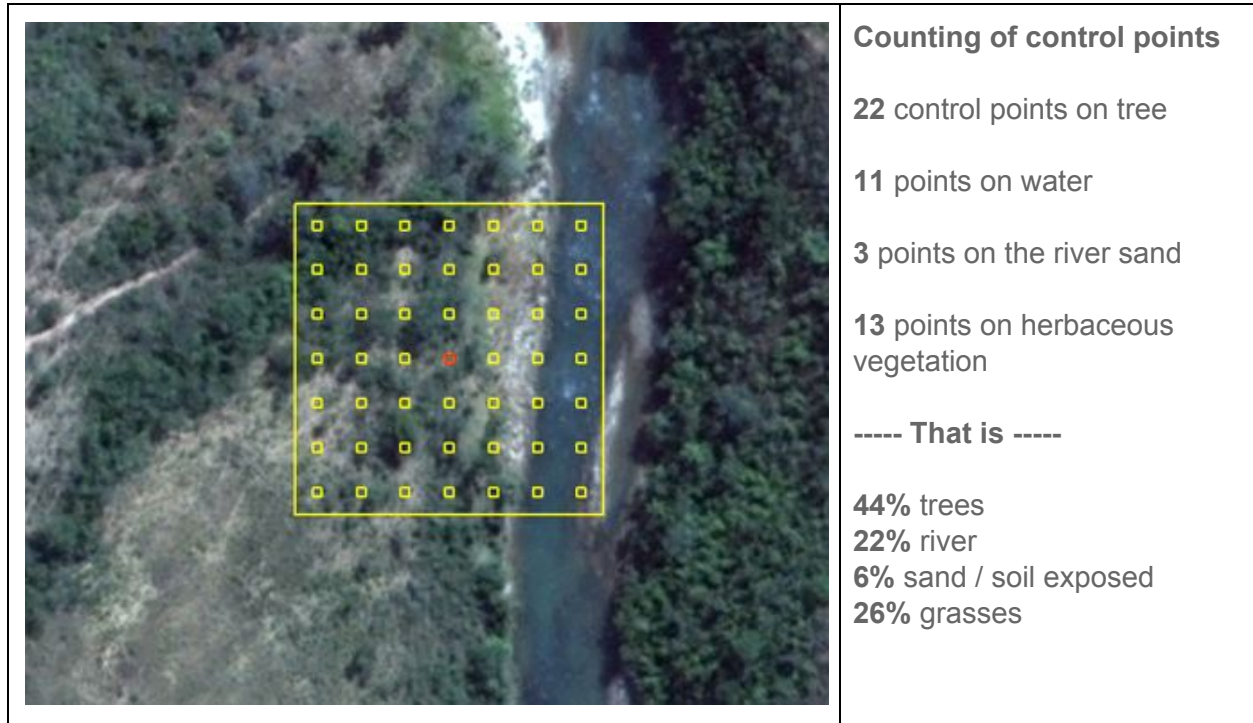 Counting of control points
22 control points on tree
11 points on water
3 points on the river sand
13 points on herbaceous
vegetation
----- That is -----
44% trees
22% river
6% sand / soil exposed
26% grasses